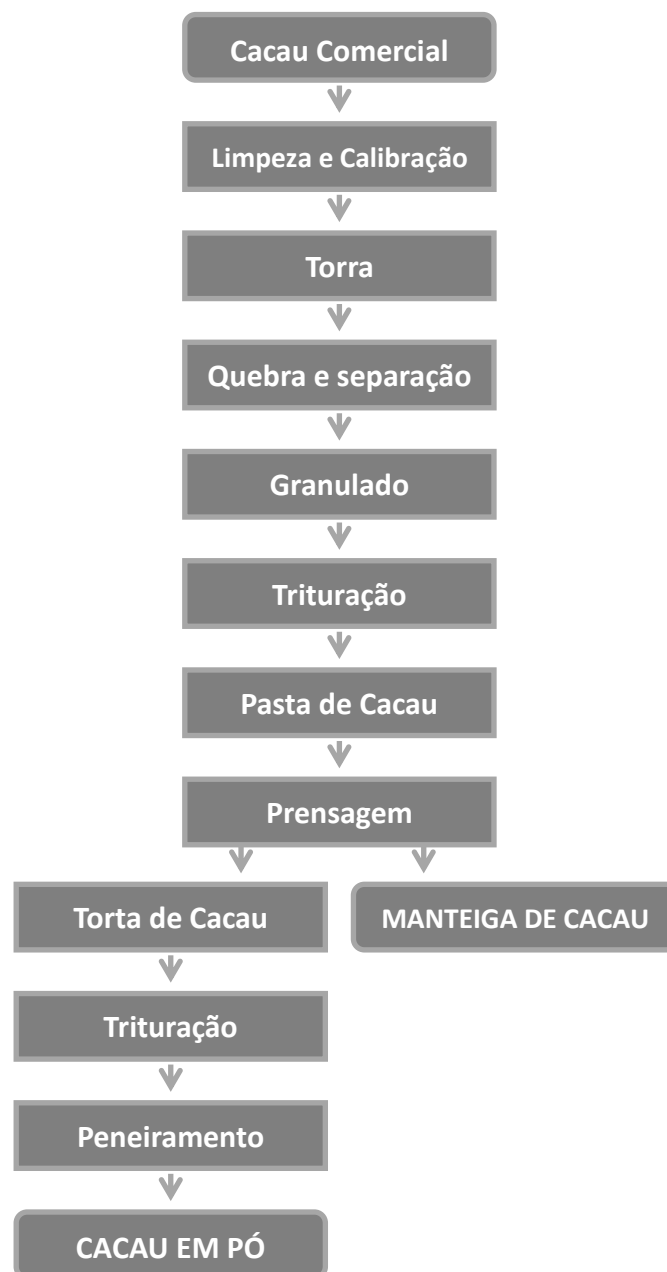 Cacau Comercial
Limpeza e Calibração
Torra
Quebra e separação
Granulado
Trituração
Pasta de Cacau
Prensagem
Torta de Cacau
MANTEIGA DE CACAU
Trituração
Peneiramento
CACAU EM PÓ